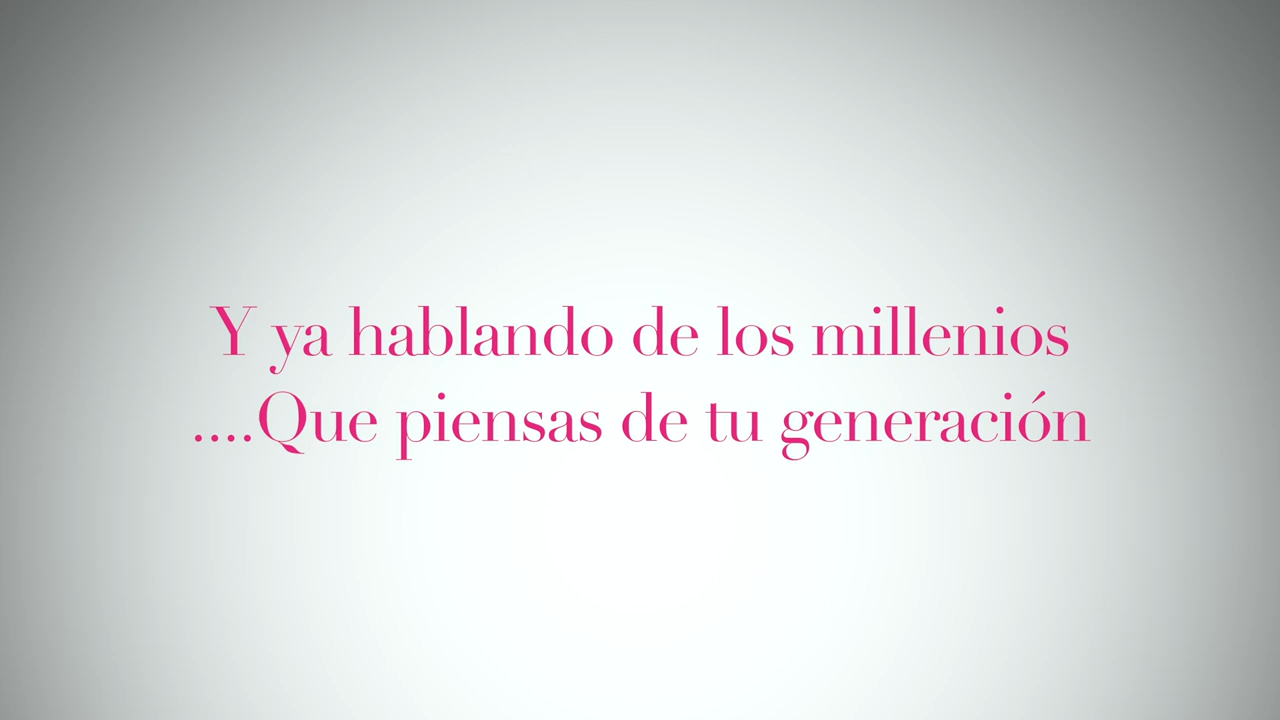 Y ya hablando de los millenios
....Que piensas de tu generación